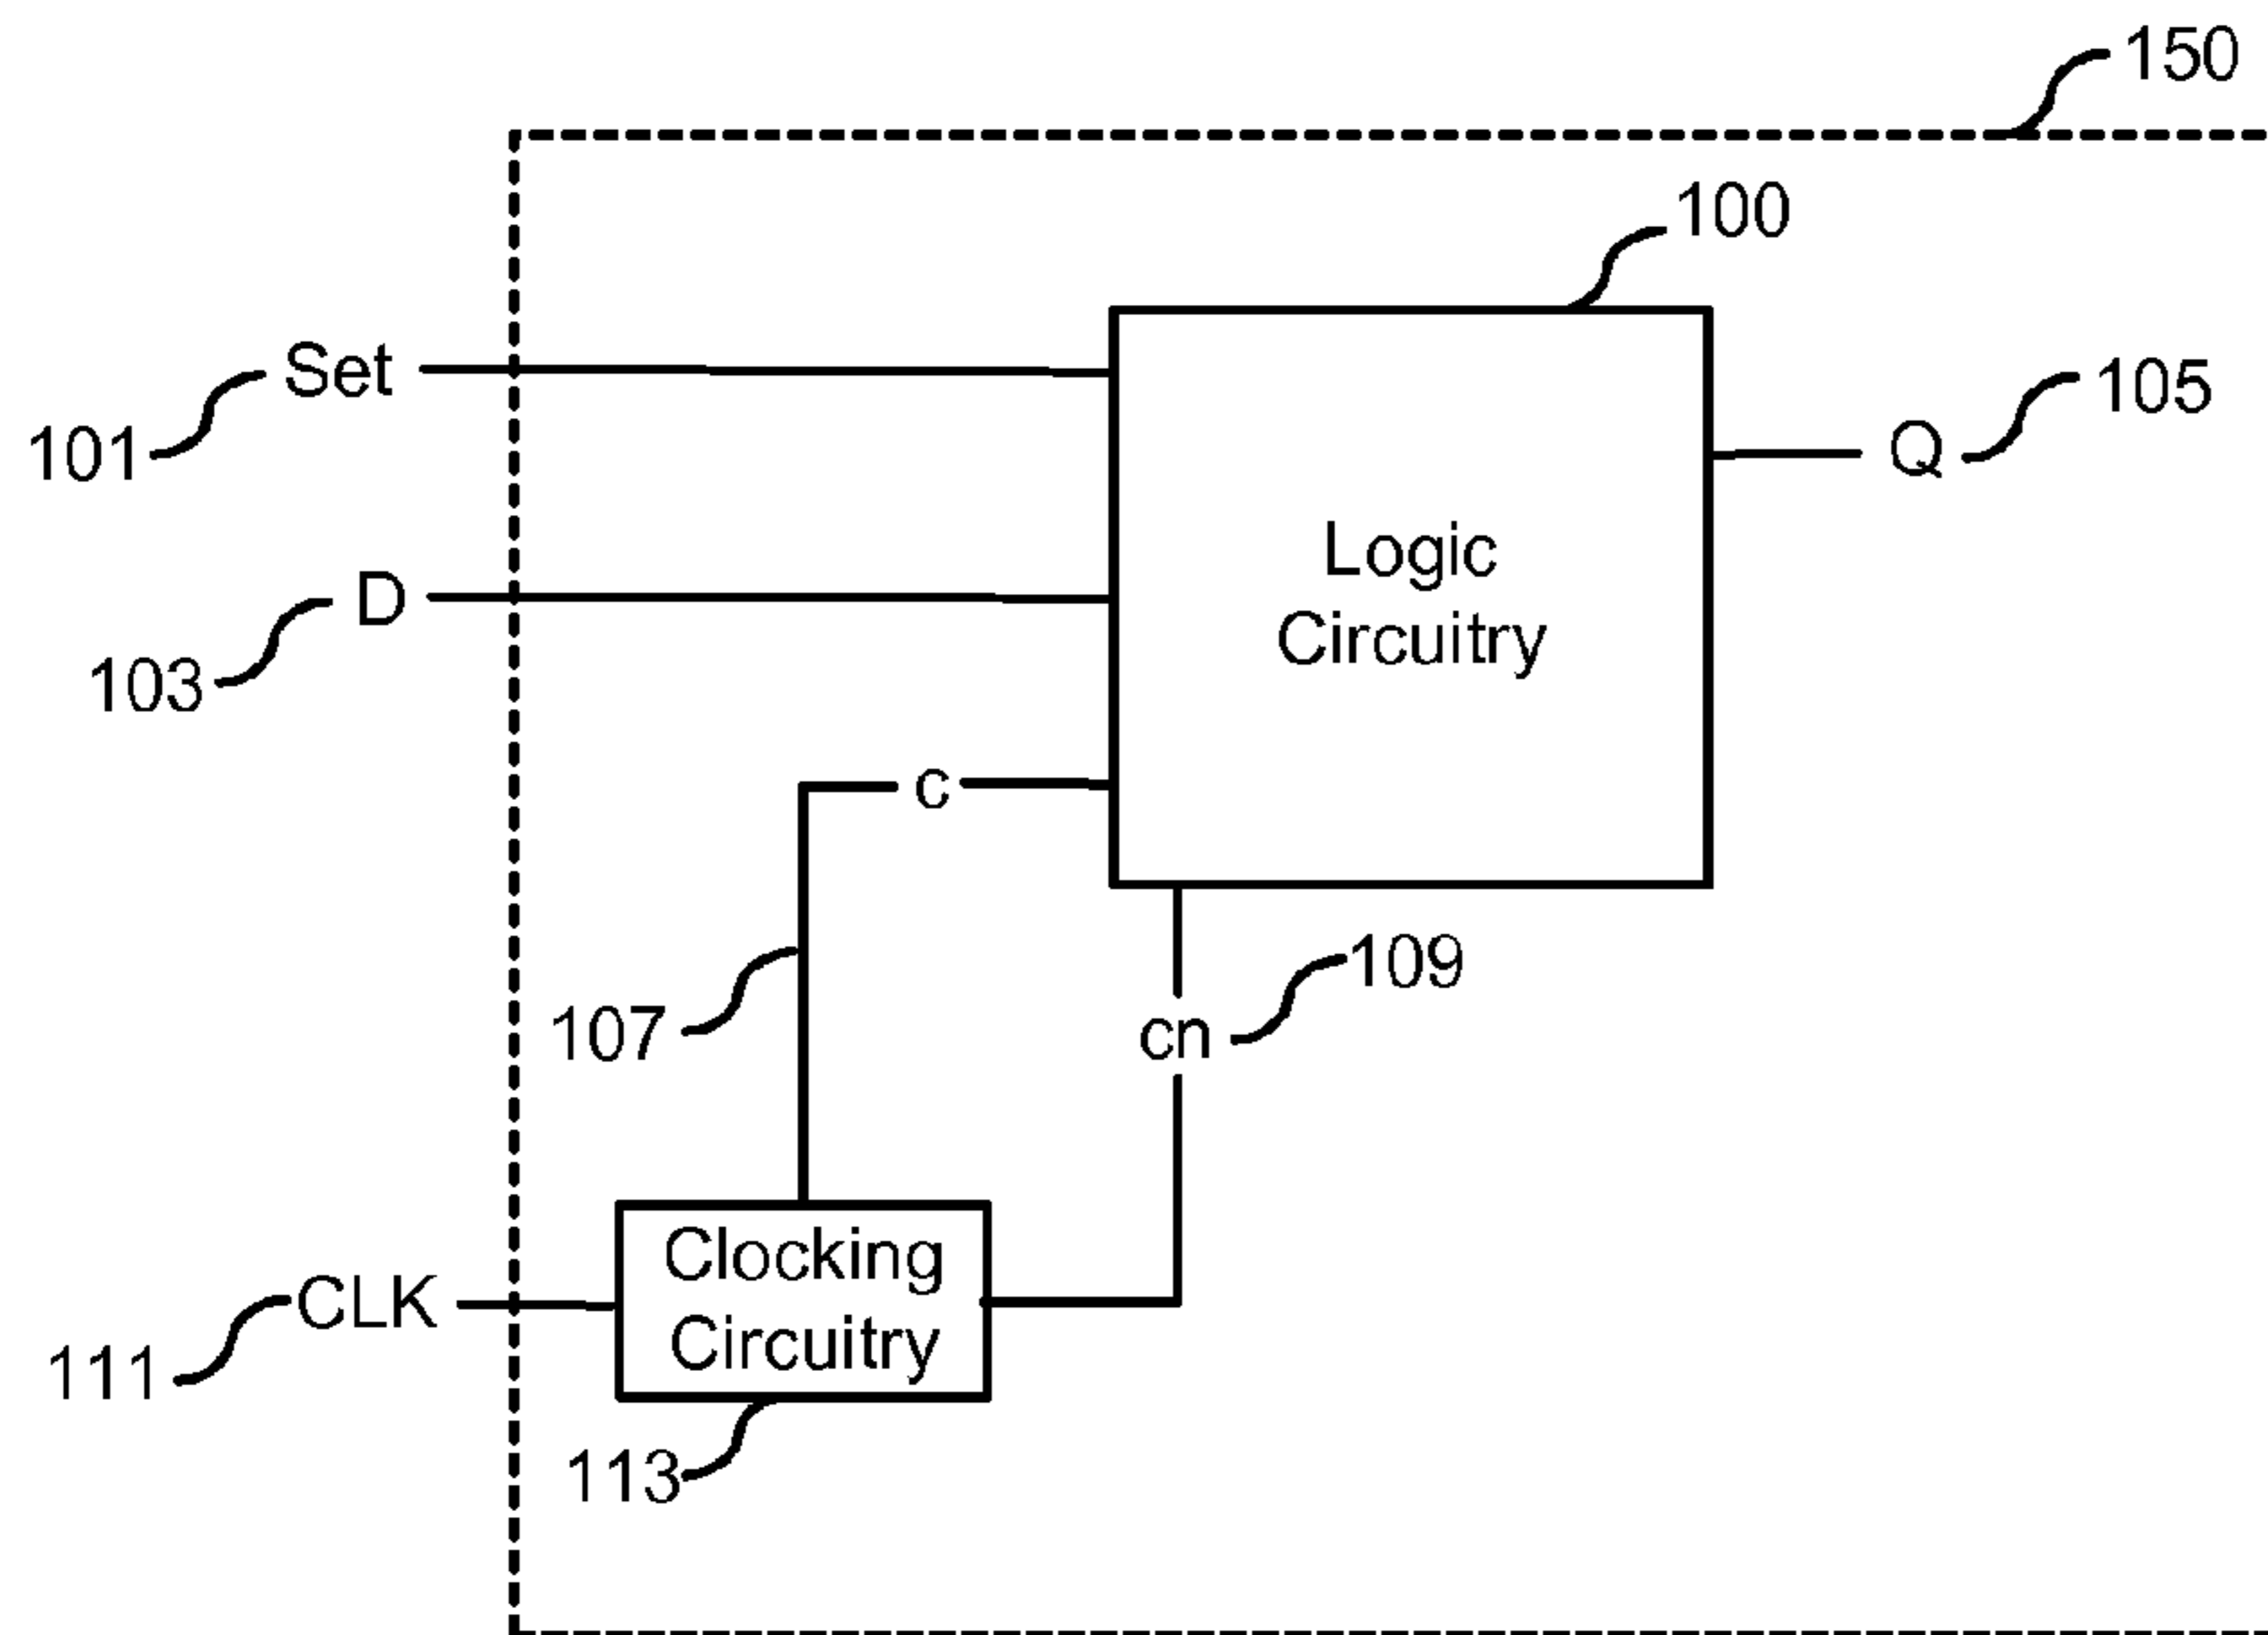 150
100
Set
101
105
Q
Logic
Circuitry
D
103
c
109
107
cn
Clocking
Circuitry
CLK
111
113